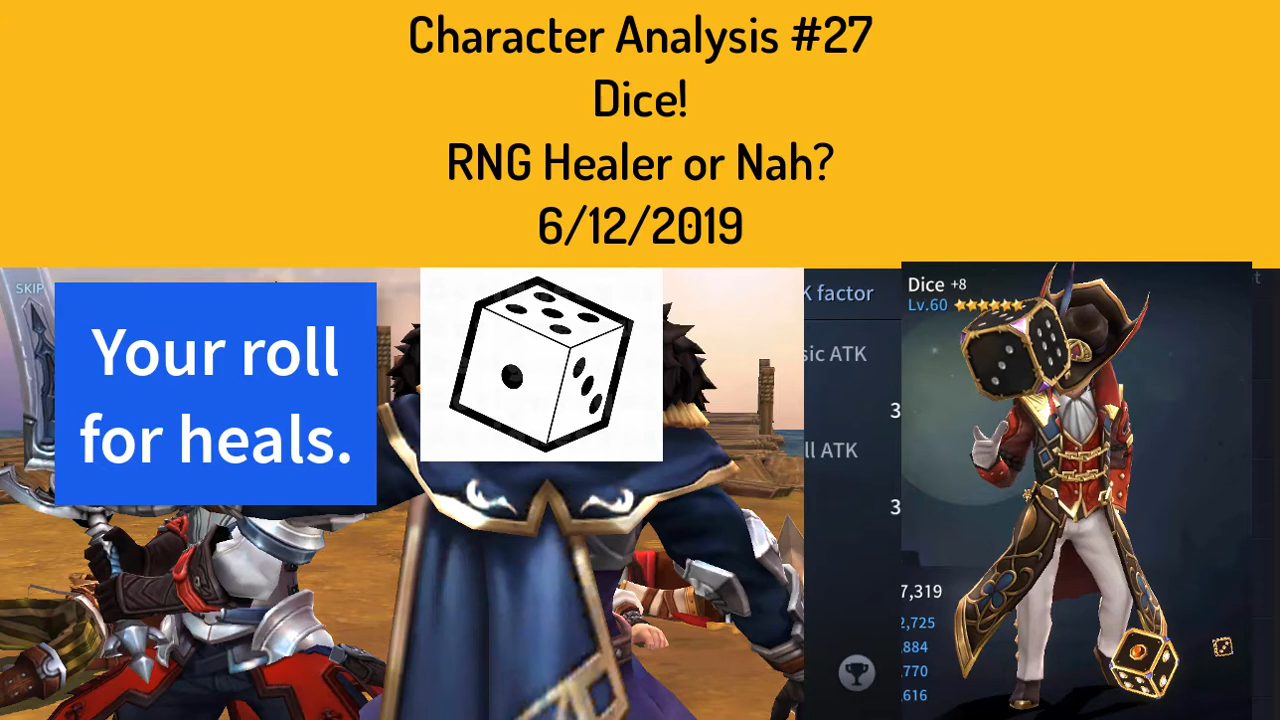 Character Analysis #27
Dice!
RNG Healer or Nah?
6/12/2019
SKIP
Your roll
for heals.
K factor
sic ATK
3
ll ATK
3
7,319
2,725
,884
,770
,616
Dice +8
Lv.60
t